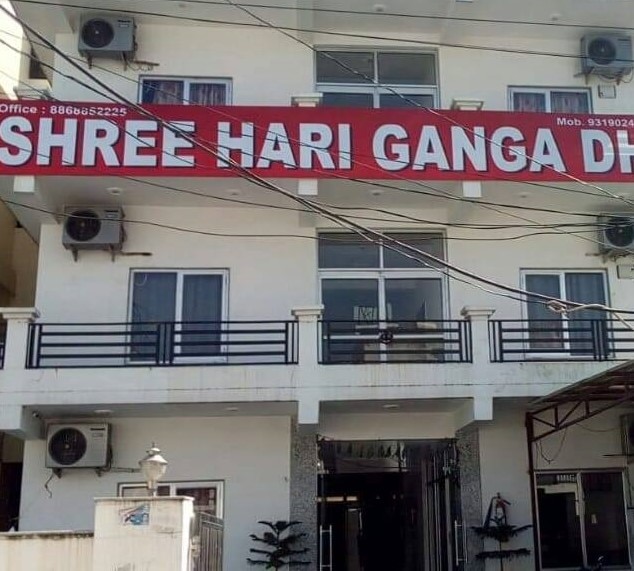 Office : 8868852225
Mob. 9319024
SHREE HARI GANGA DH